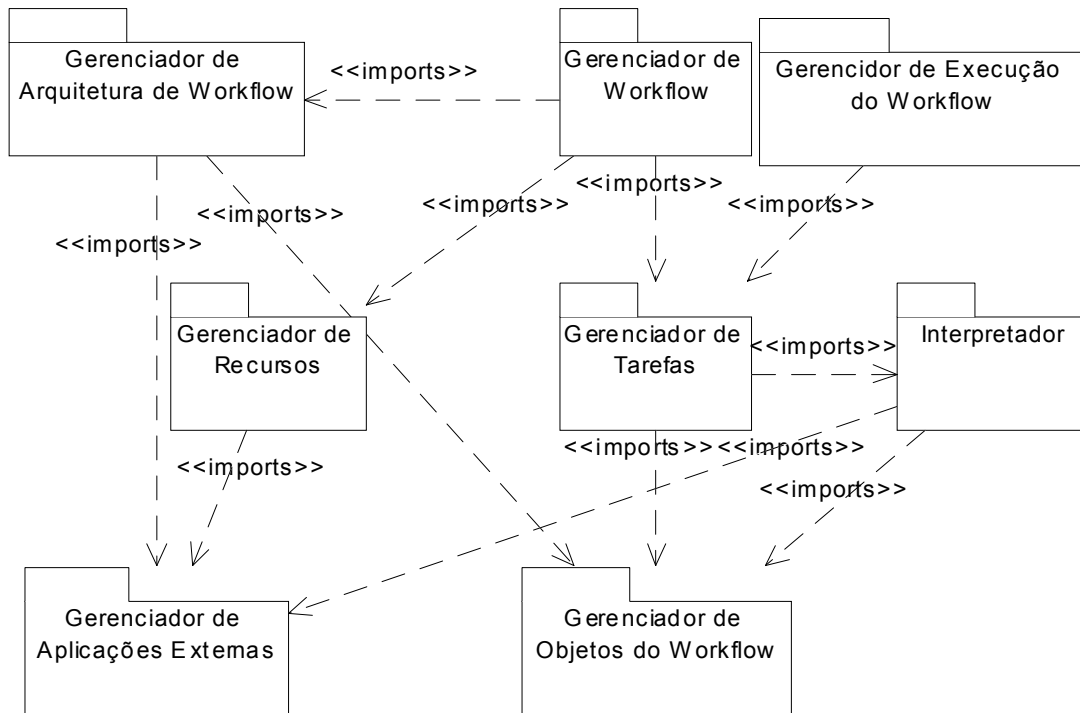 Gerenciador de
Arquitetura de Workflow
<<imports>>
Gerenciador de
Workflow
Gerencidor de Execução
do Workflow
<<imports>>
<<imports>>
<<imports>>
<<imports>>
<<imports>>
Gerenciador de
Recursos
Gerenciador de
Tarefas
<<imports>>
Interpretador
<<imports>>
<<imports>>
<<imports>>
<<imports>>
Gerenciador de
Aplicações Externas
Gerenciador de
Objetos do Workflow